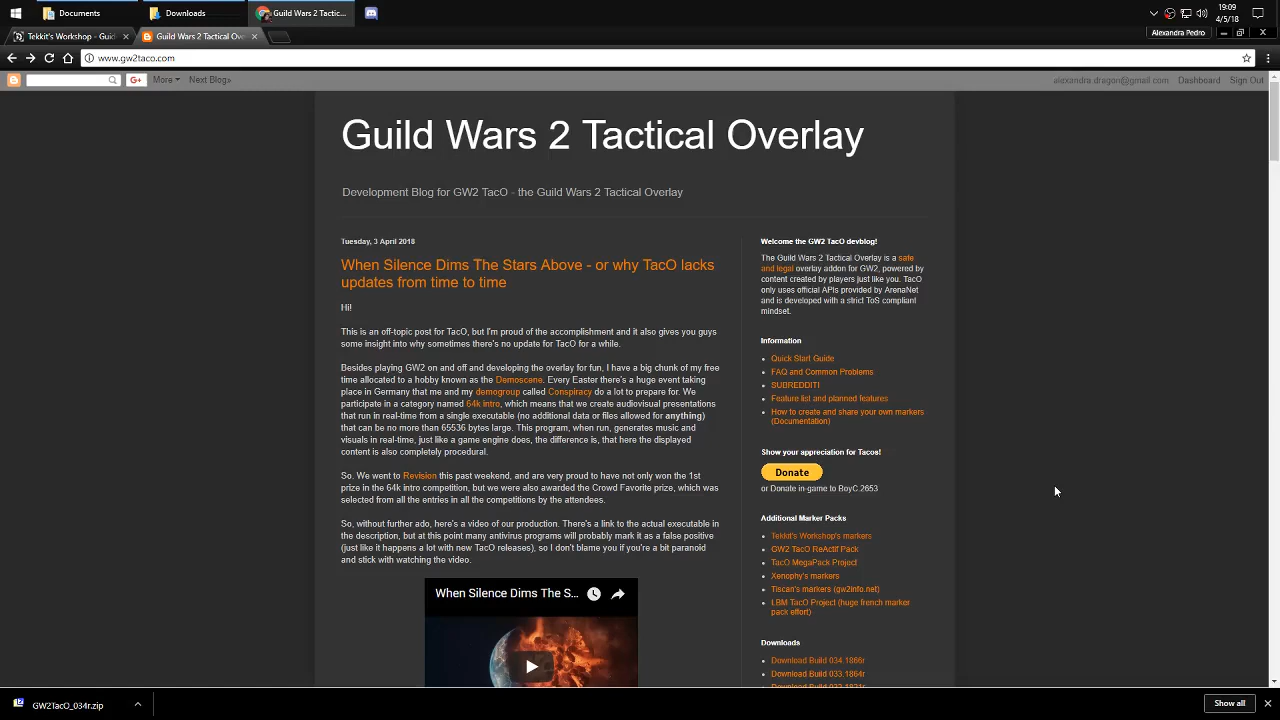 Documents
Downloads
Guild Wars 2 Tactic...
19:09
4/5/18
Tekkit's Workshop - Guid
Guild Wars 2 Tactical Ove
Alexandra Pedro
www.gw2taco.com
G+
More
Next Blog»
alexandra.dragon@gmail.com
Dashboard
Sign Out
Guild Wars 2 Tactical Overlay
Development Blog for GW2 TacO - the Guild Wars 2 Tactical Overlay
Tuesday, 3 April 2018
When Silence Dims The Stars Above - or why TacO lacks
updates from time to time
Hi!
This is an off-topic post for TacO, but I'm proud of the accomplishment and it also gives you guys
some insight into why sometimes there's no update for TacO for a while.
Besides playing GW2 on and off and developing the overlay for fun, I have a big chunk of my free
time allocated to a hobby known as the Demoscene. Every Easter there's a huge event taking
place in Germany that me and my demogroup called Conspiracy do a lot to prepare for. We
participate in a category named 64k intro, which means that we create audiovisual presentations
that run in real-time from a single executable (no additional data or files allowed for anything)
that can be no more than 65536 bytes large. This program, when run, generates music and
visuals in real-time, just like a game engine does, the difference is, that here the displayed
content is also completely procedural.
So. We went to Revision this past weekend, and are very proud to have not only won the 1st
prize in the 64k intro competition, but we were also awarded the Crowd Favorite prize, which was
selected from all the entries in all the competitions by the attendees.
So, without further ado, here's a video of our production. There's a link to the actual executable in
the description, but at this point many antivirus programs will probably mark it as a false positive
(just like it happens a lot with new TacO releases), so I don't blame you if you're a bit paranoid
and stick with watching the video.
When Silence Dims The S...
Welcome the GW2 TacO devblog!
The Guild Wars 2 Tactical Overlay is a safe
and legal overlay addon for GW2, powered by
content created by players just like you. TacO
only uses official APIs provided by ArenaNet
and is developed with a strict ToS compliant
mindset.
Information
Quick Start Guide
FAQ and Common Problems
SUBREDDIT!
Feature list and planned features
How to create and share your own markers
(Documentation)
Show your appreciation for Tacos!
Donate
or Donate in-game to BoyC.2653
Additional Marker Packs
Tekkit's Workshop's markers
GW2 TacO ReActif Pack
TacO MegaPack Project
Xenophy's markers
Tiscan's markers (gw2info.net)
LBM TacO Project (huge french marker
pack effort)
Downloads
Download Build 034.1866r
Download Build 033.1864r
GW2TacO_034r.zip
Show all